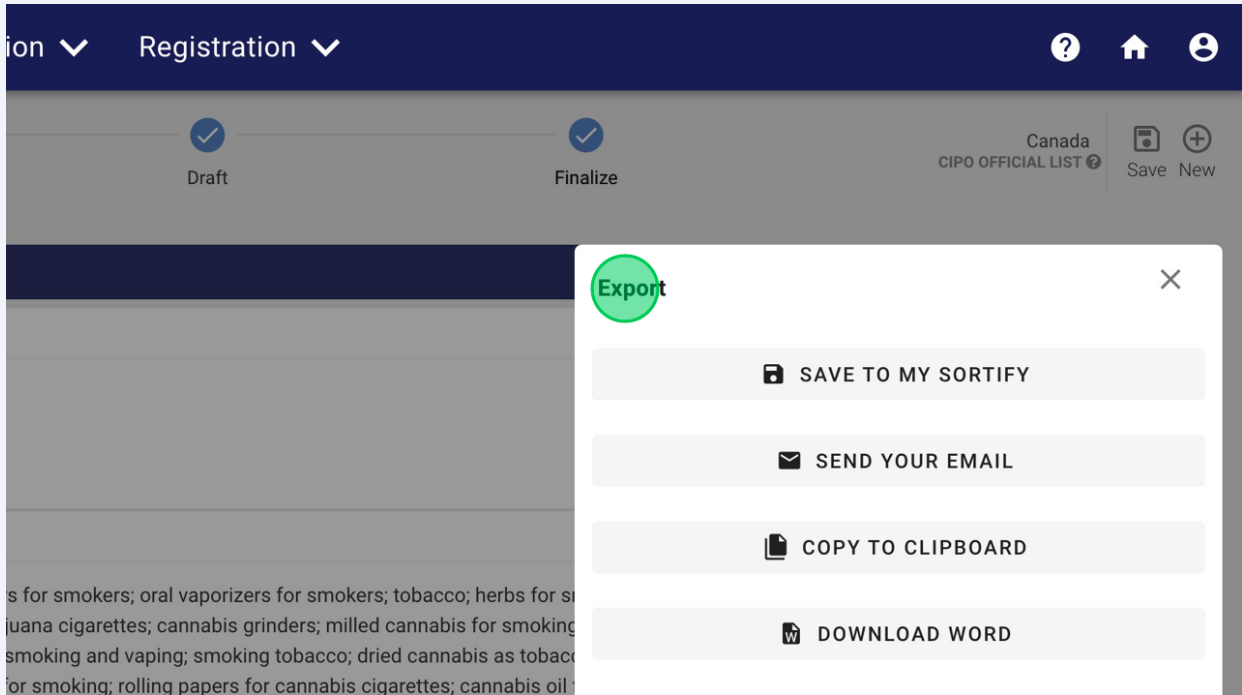 ion Registration
Draft
Finalize
Canada
CIPO OFFICIAL LIST
Save New
Export
SAVE TO MY SORTIFY
SEND YOUR EMAIL
COPY TO CLIPBOARD
DOWNLOAD WORD
s for smokers; oral vaporizers for smokers; tobacco; herbs for s
juana cigarettes; cannabis grinders; milled cannabis for smoking
smoking and vaping; smoking tobacco; dried cannabis as tobac
for smoking; rolling papers for cannabis cigarettes; cannabis oil